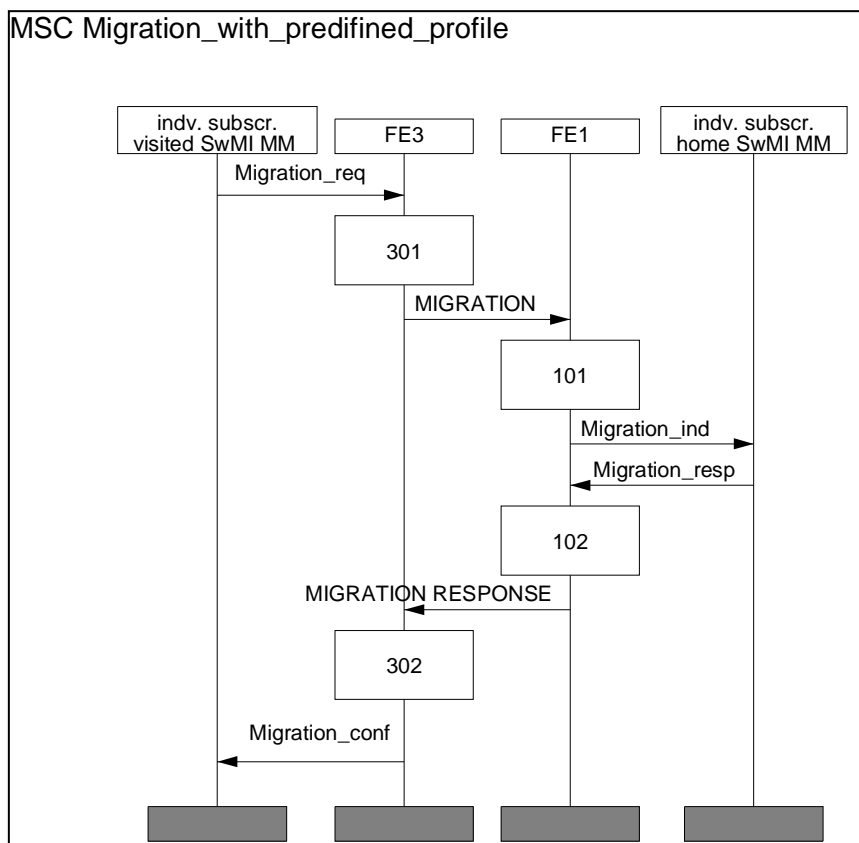 MSC Migration_with_predifined_profile
indv. subscr.
visited SwMI MM
FE3
FE1
indv. subscr.
home SwMI MM
Migration_req
301
MIGRATION
101
Migration_ind
Migration_resp
102
MIGRATION RESPONSE
302
Migration_conf